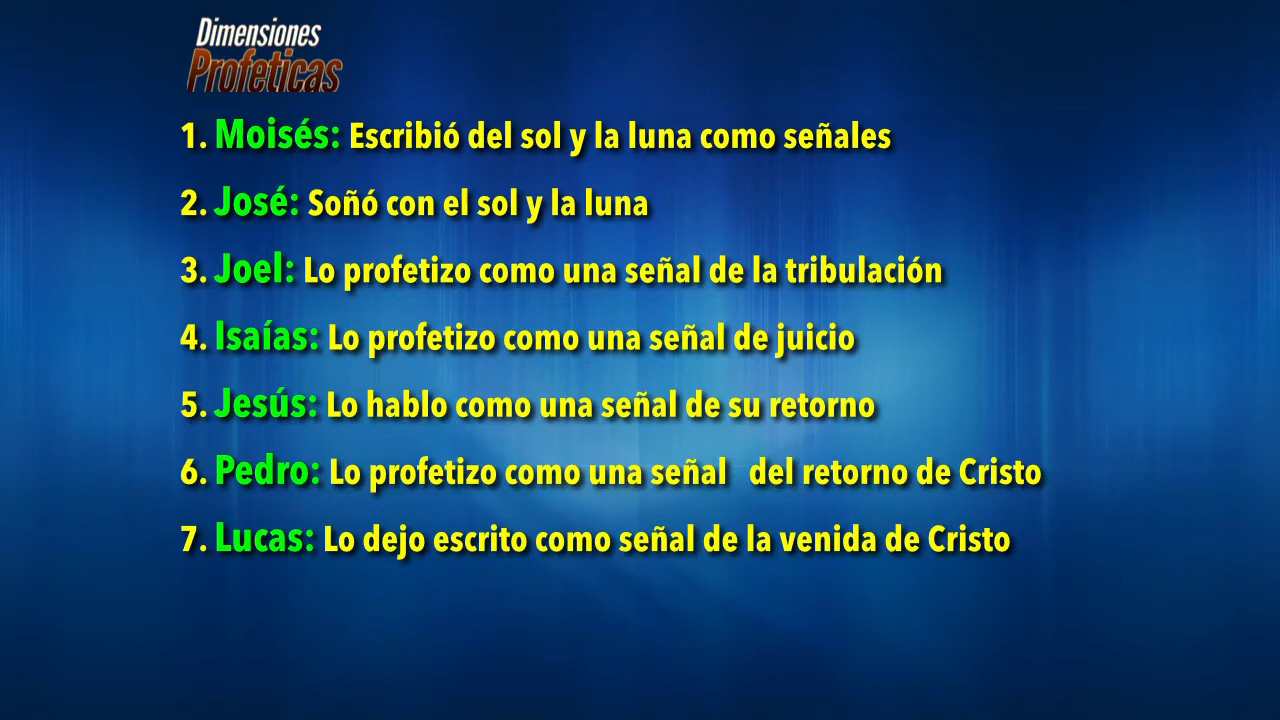 Dimensiones
Profeticas
1. Moisés: Escribió del sol y la luna como señales
2. José: Soñó con el sol y la luna
3. Joel: Lo profetizo como una señal de la tribulación
4. Isaías: Lo profetizo como una señal de juicio
5. Jesús: Lo hablo como una señal de su retorno
6. Pedro: Lo profetizo como una señal del retorno de Cristo
7. Lucas: Lo dejo escrito como señal de la venida de Cristo